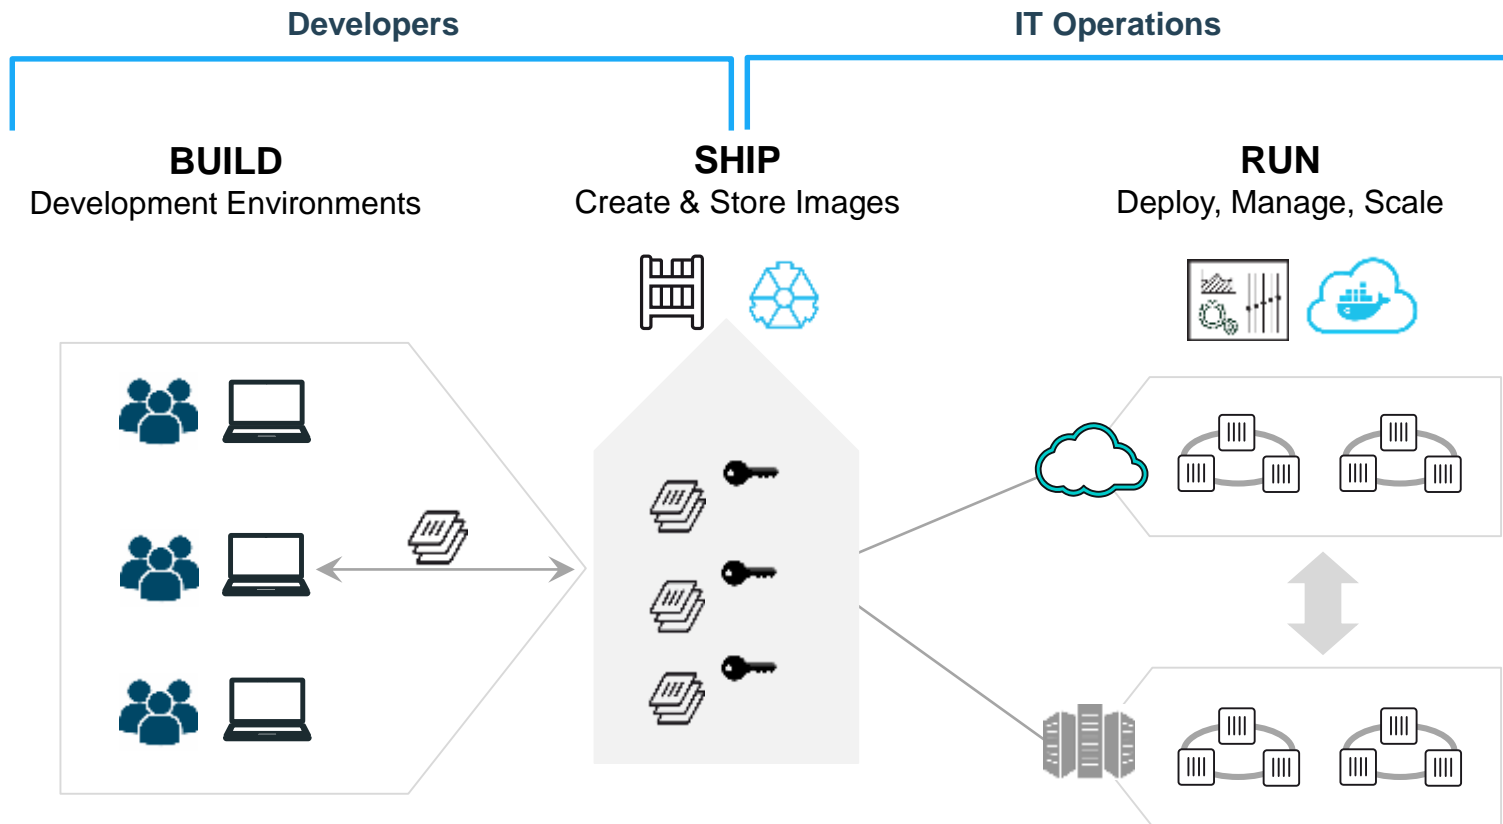 Developers
IT Operations
BUILD
Development Environments
SHIP
Create & Store Images
RUN
Deploy, Manage, Scale